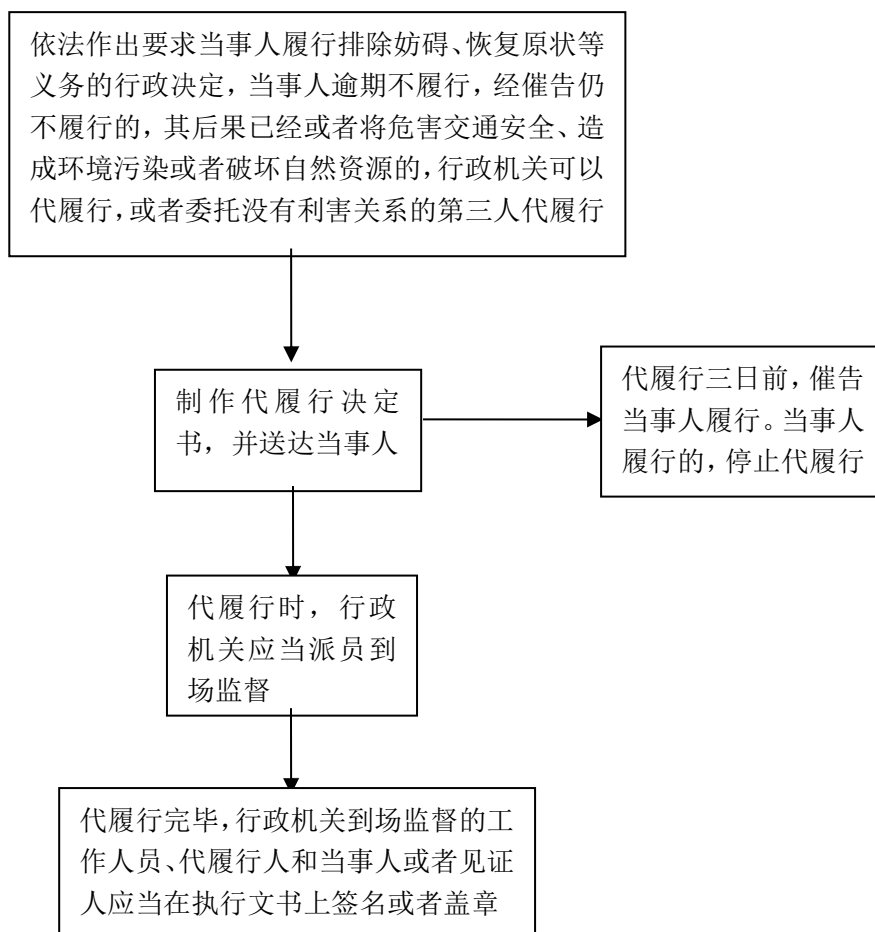 依法作出要求当事人履行排除妨碍、恢复原状等
义务的行政决定，当事人逾期不履行，经催告仍
不履行的，其后果已经或者将危害交通安全、造
成环境污染或者破坏自然资源的，行政机关可以
代履行，或者委托没有利害关系的第三人代履行
制作代履行决定
书，并送达当事人
代履行三日前，催告
当事人履行。当事人
履行的，停止代履行
代履行时，行政
机关应当派员到
场监督
代履行完毕，行政机关到场监督的工
作人员、代履行人和当事人或者见证
人应当在执行文书上签名或者盖章